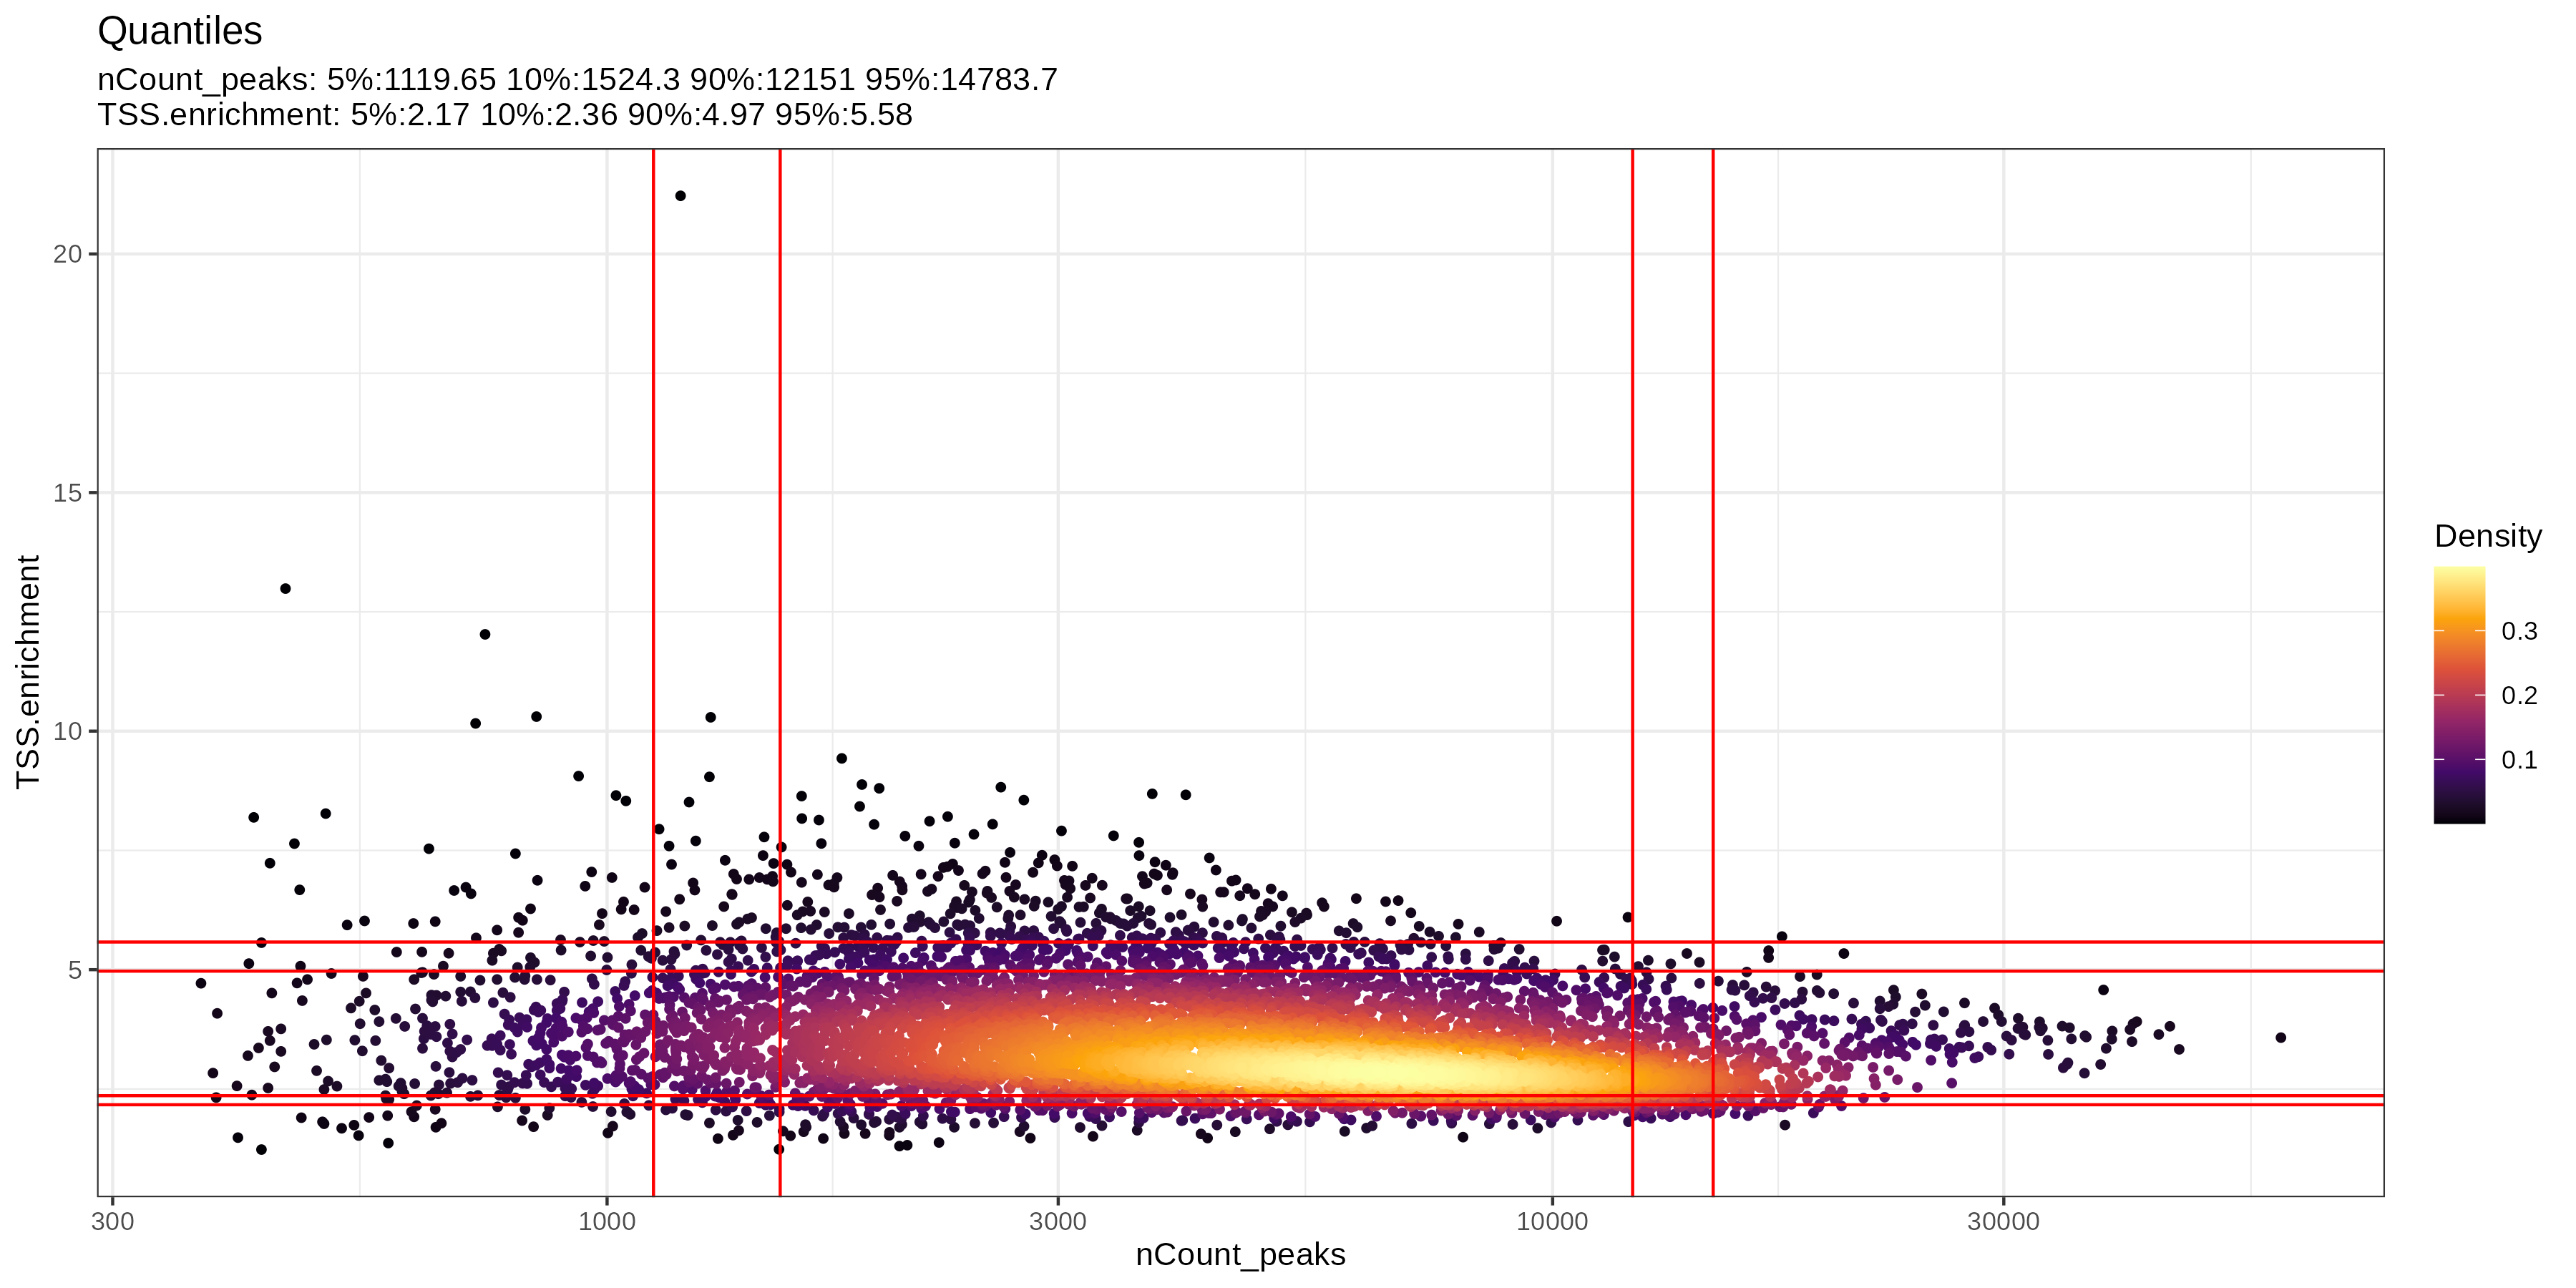 Quantiles
nCount_peaks: 5%:1119.65 10%:1524.3 90%:12151 95%:14783.7
TSS.enrichment: 5%:2.17 10%:2.36 90%:4.97 95%:5.58
20
15
10
5
TSS.enrichment
300 1000 3000 10000 30000
nCount_peaks
Density
0.3
0.2
0.1